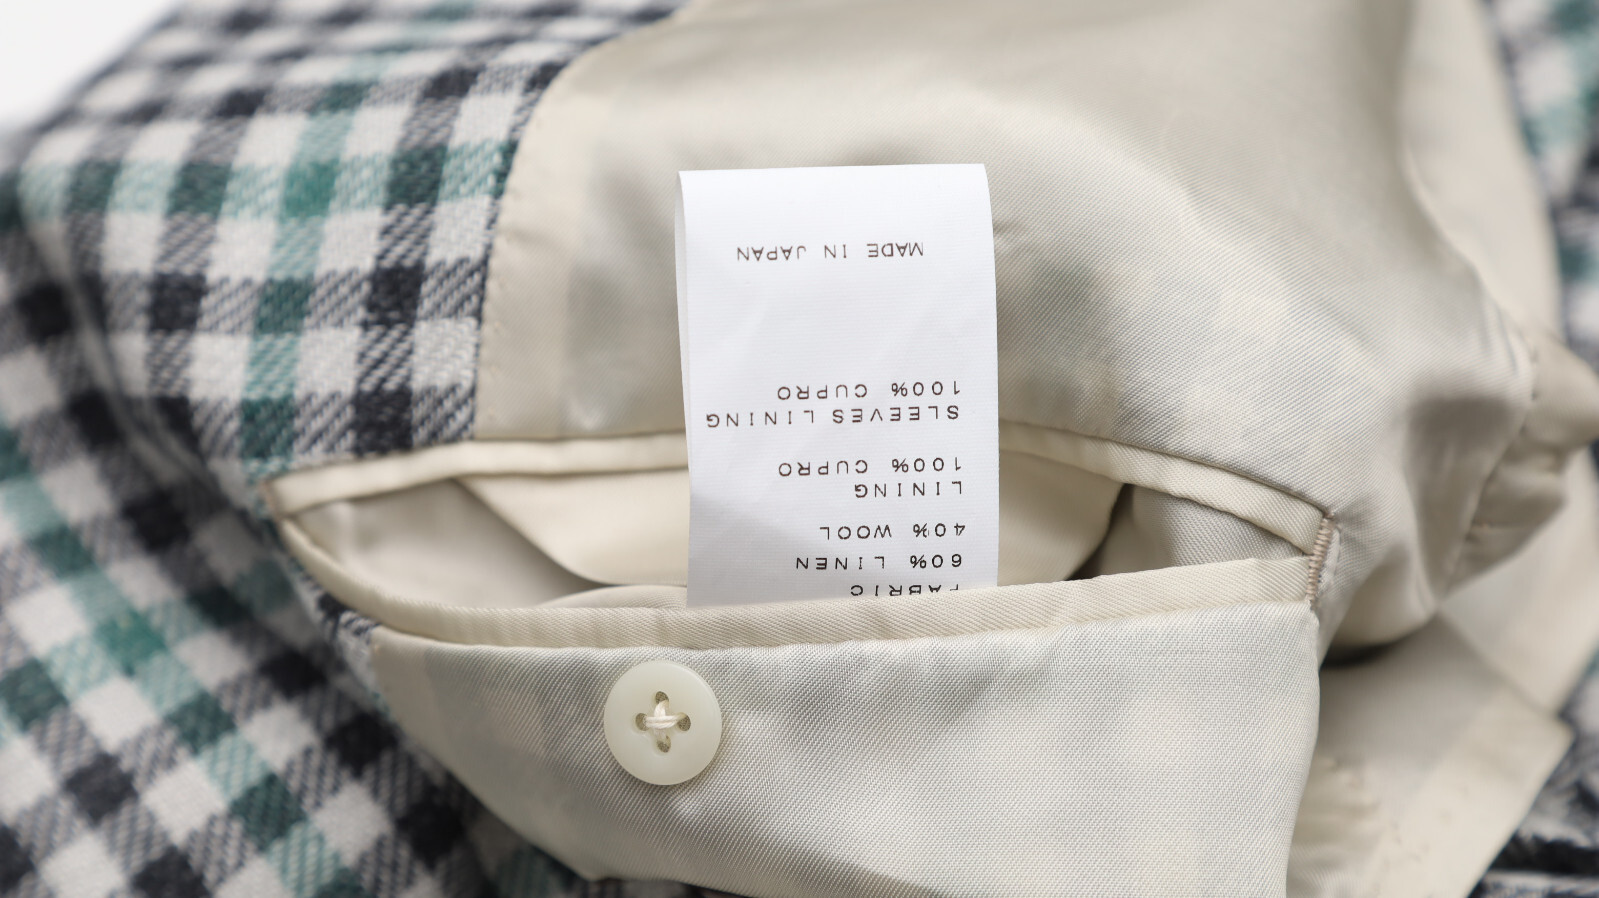 FABRIC
60% LINEN
40% WOOL
LINING
100% CUPRO
SLEEVES LINING
100% CUPRO
MADE IN JAPAN